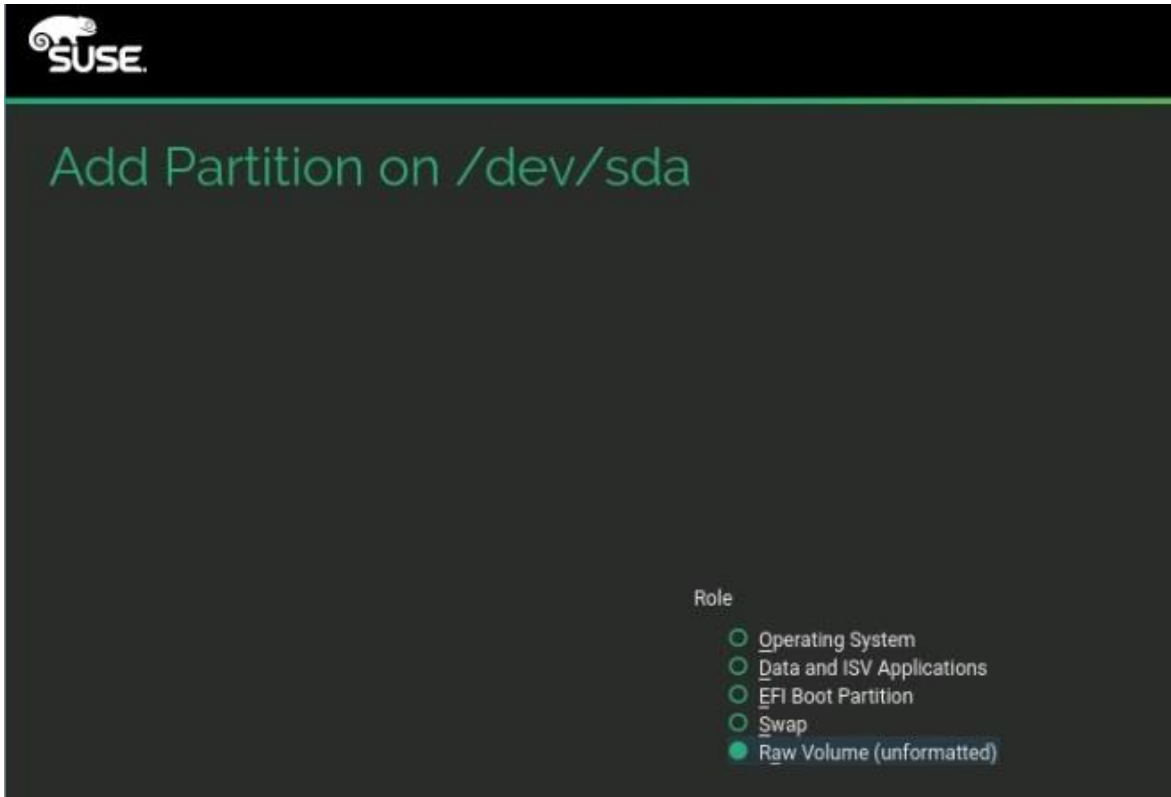 SUSE.
Add Partition on /dev/sda
Role
Operating System
Data and ISV Applications
EFI Boot Partition
Swap
Raw Volume (unformatted)